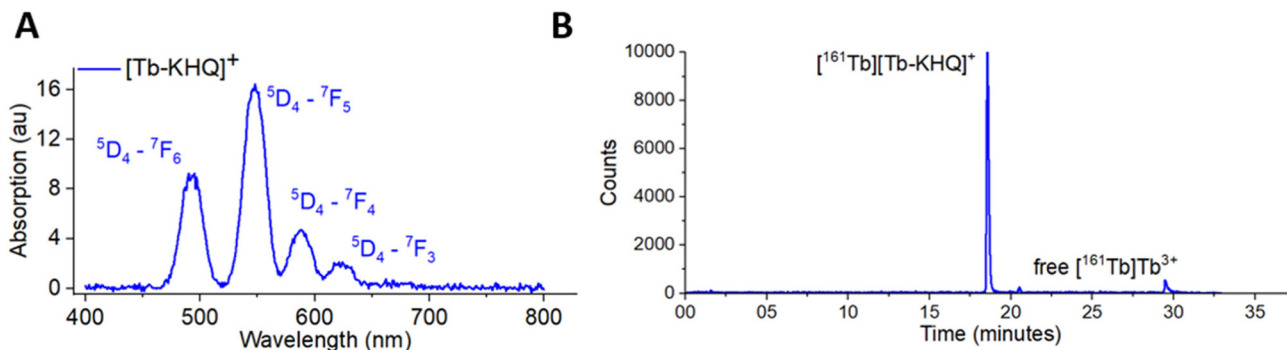 A
[Tb-KHQ]⁺
⁵D₄ - ⁷F₅
⁵D₄ - ⁷F₆
⁵D₄ - ⁷F₄
⁵D₄ - ⁷F₃
Absorption (au)
16
12
8
4
0
400 500 600 700 800
Wavelength (nm)
B
[¹⁶¹Tb][Tb-KHQ]⁺
free [¹⁶¹Tb]Tb³⁺
Counts
10000
8000
6000
4000
2000
0
00 05 10 15 20 25 30 35
Time (minutes)